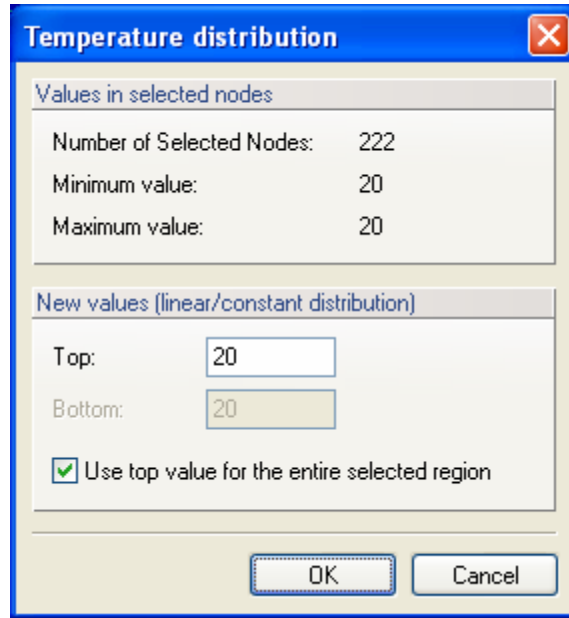 Temperature distribution
Values in selected nodes
Number of Selected Nodes: 222
Minimum value: 20
Maximum value: 20
New values (linear/constant distribution)
Top: 20
Bottom: 20
Use top value for the entire selected region
OK Cancel